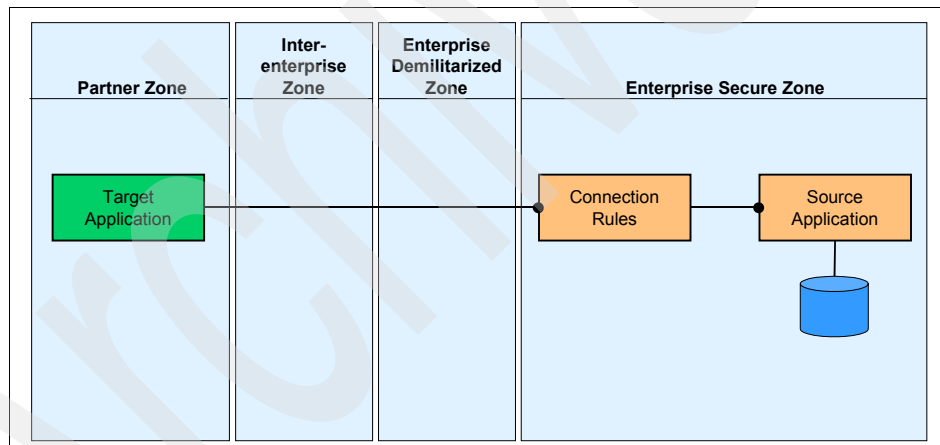 Partner Zone
Inter-
enterprise
Zone
Enterprise
Demilitarized
Zone
Enterprise Secure Zone
Target
Application
Connection
Rules
Source
Application